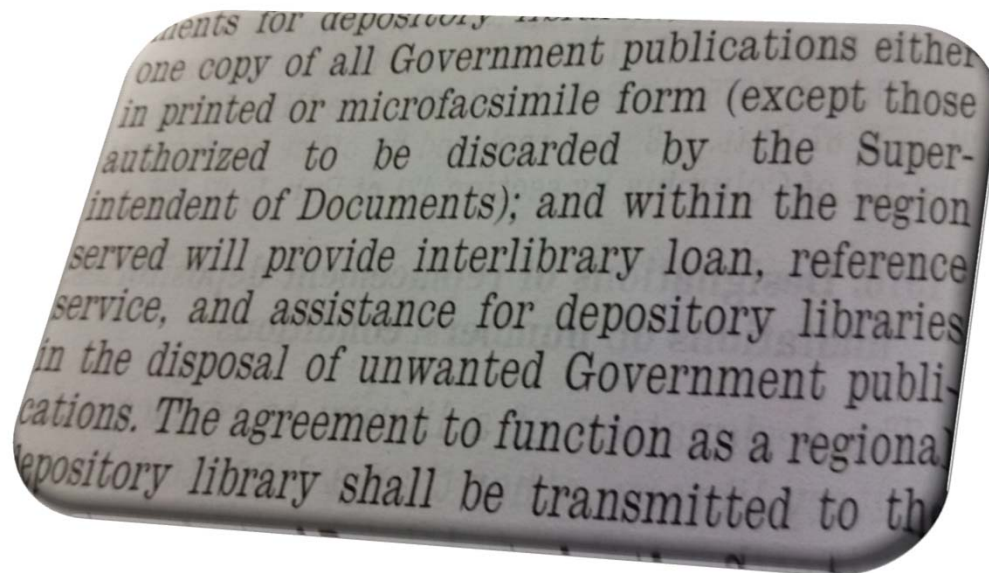 for depository
one copy of all Government publications either
in printed or microfacsimile form (except those
authorized to be discarded by the Super-
intendent of Documents); and within the region
served will provide interlibrary loan, reference
service, and assistance for depository libraries
in the disposal of unwanted Government publi-
cations. The agreement to function as a regional
depository library shall be transmitted to the